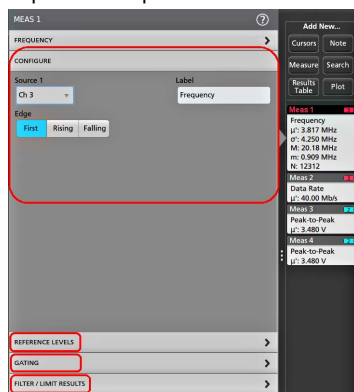 MEAS 1
FREQUENCY
CONFIGURE
Source 1
Ch 3
Label
Frequency
Edge
First Rising Falling
REFERENCE LEVELS
GATING
FILTER / LIMIT RESULTS
Add New...
Cursors Note
Measure Search
Results Table Plot
Meas 1
Frequency
μ': 3.817 MHz
σ': 4.250 MHz
M: 20.18 MHz
m: 0.909 MHz
N: 12312
Meas 2
Data Rate
μ': 40.00 Mb/s
Meas 3
Peak-to-Peak
μ': 3.480 V
Meas 4
Peak-to-Peak
μ': 3.480 V